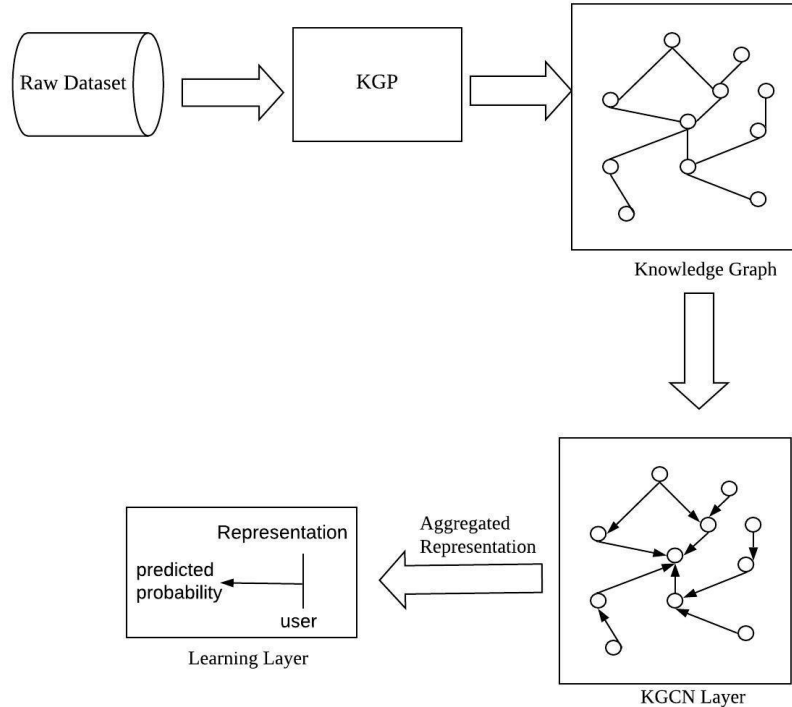 Raw Dataset
KGP
Knowledge Graph
Aggregated
Representation
Representation
predicted
probability
user
Learning Layer
KGCN Layer